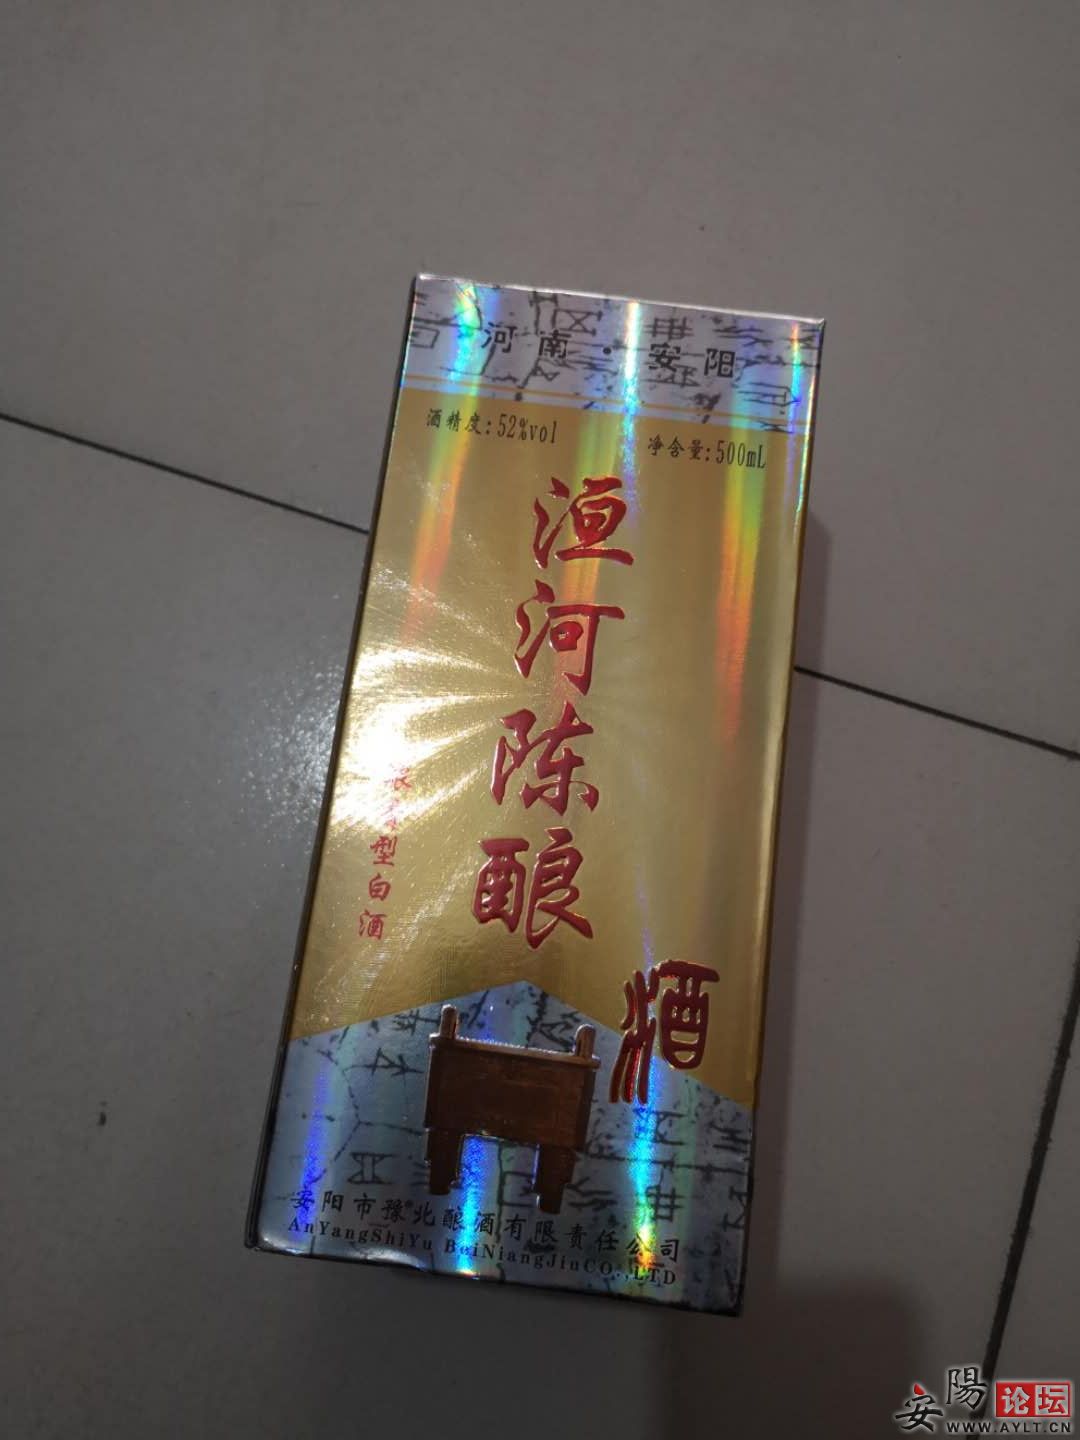 河南·安阳
酒精度:52%vol
净含量:500mL
洹河陈酿
酒
型白酒
安阳市豫北酿酒有限责任公司
AnYangShiYu BeiNiangJiuCO.,LTD
安陽论坛
WWW.AYLT.CN